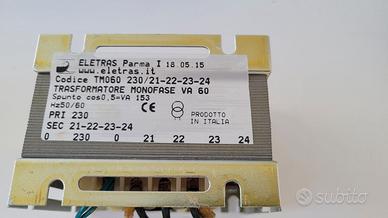 ELETRAS Parma I 18.05.15
www.eletras.it
Codice TM060 230/21-22-23-24
TRASFORMATORE MONOFASE VA 60
Spunto cos0,5-VA 153
Hz50/60
PRI 230
SEC 21-22-23-24
CE
PRODOTTO
IN ITALIA
0 230 0 21 22 23 24
subito